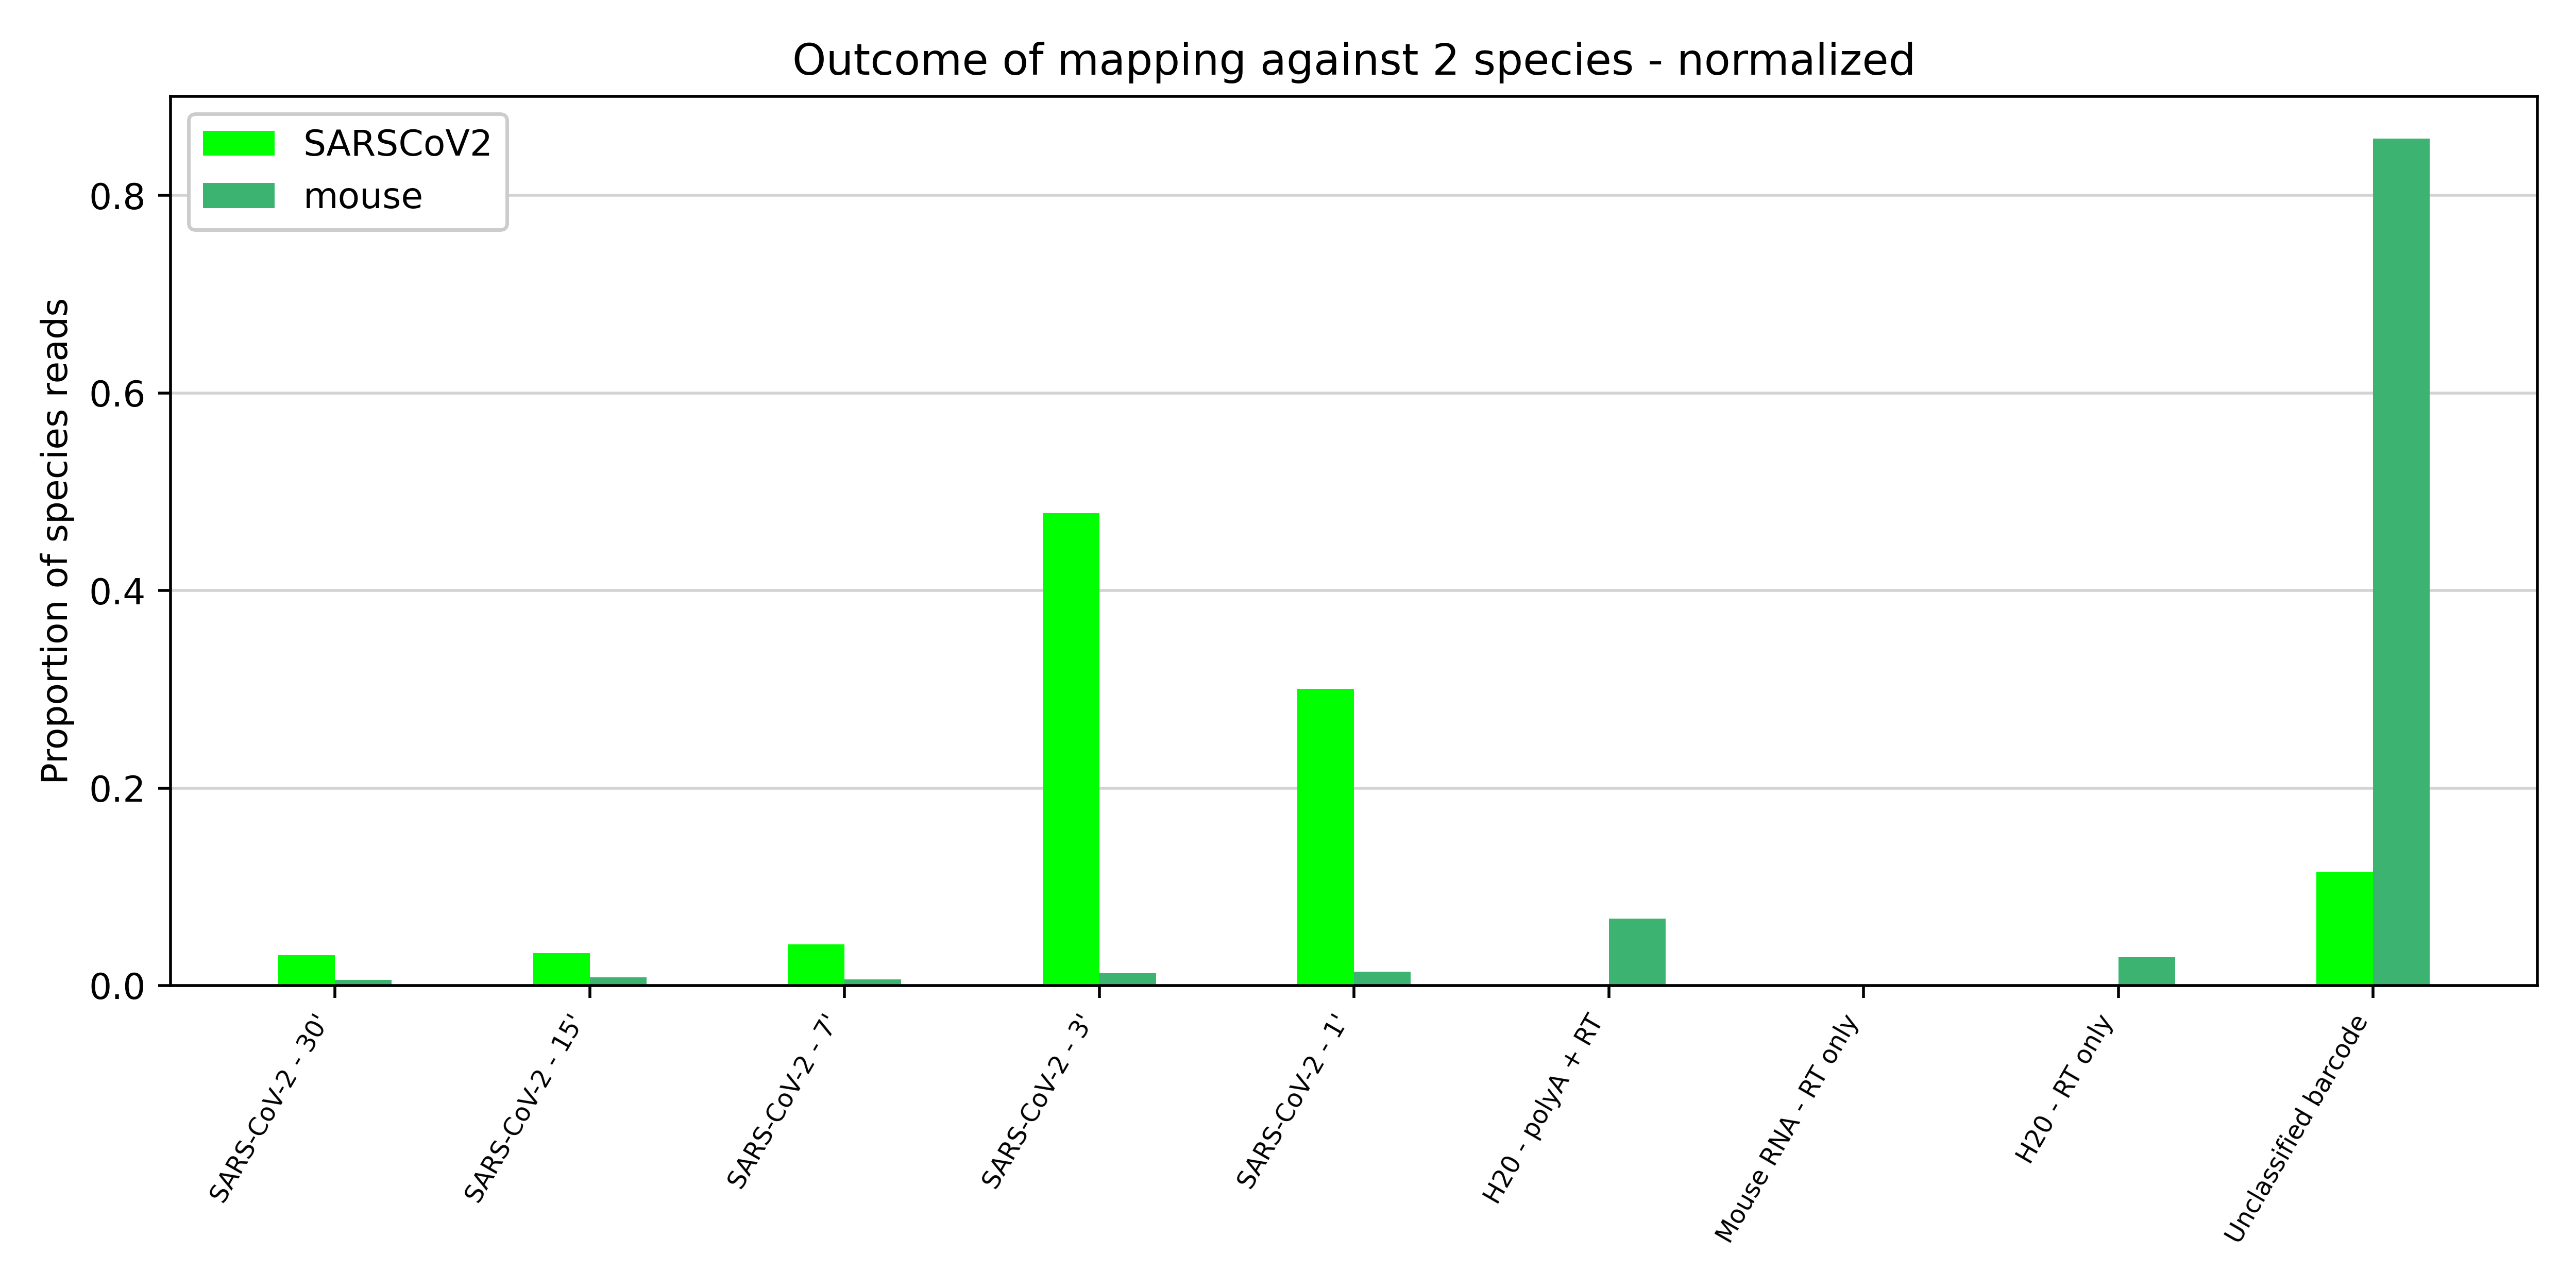 Outcome of mapping against 2 species - normalized
SARSCoV2
mouse
Proportion of species reads
0.8
0.6
0.4
0.2
0.0
SARS-CoV-2 - 30'
SARS-CoV-2 - 15'
SARS-CoV-2 - 7'
SARS-CoV-2 - 3'
SARS-CoV-2 - 1'
H20 - polyA + RT
Mouse RNA - RT only
H20 - RT only
Unclassified barcode